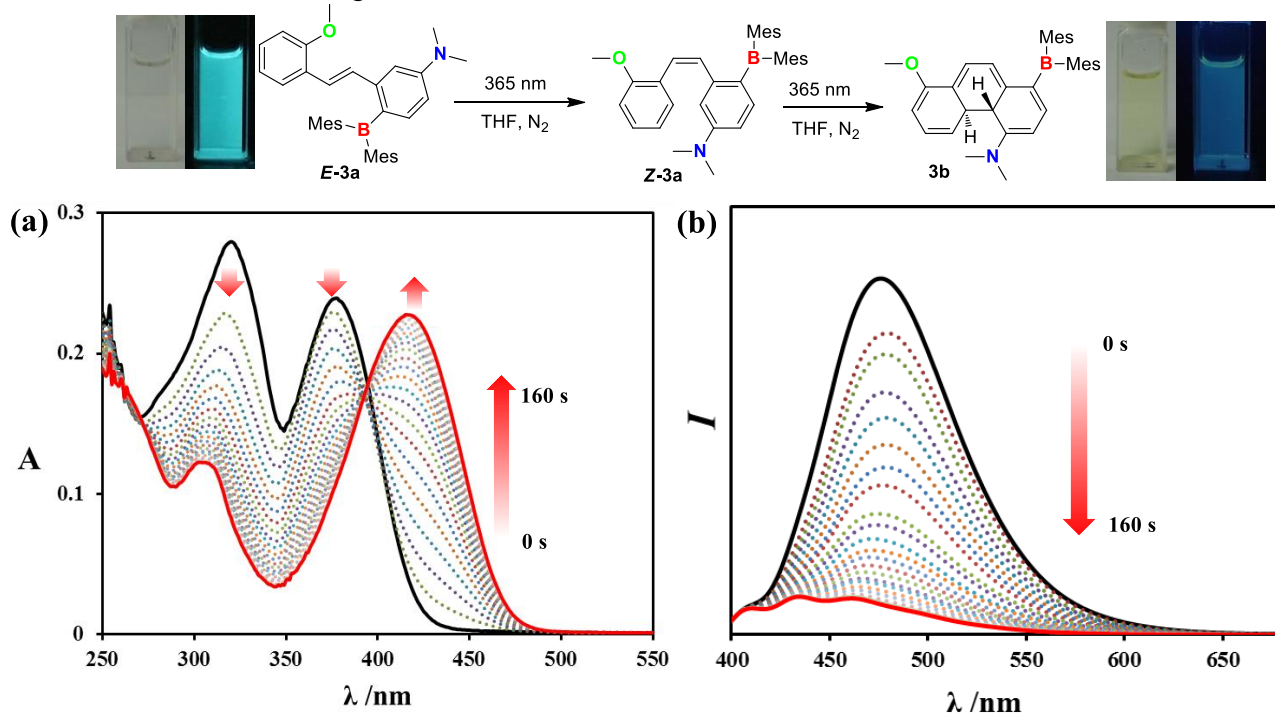 O
N
Mes
B
Mes
E-3a
365 nm
THF, N2
O
Mes
B
Mes
N
Z-3a
365 nm
THF, N2
O
H
H
Mes
B
Mes
N
3b
(a)
0.3
0.2
0.1
0
A
160 s
0 s
250 300 350 400 450 500 550
λ /nm
(b)
I
0 s
160 s
400 450 500 550 600 650
λ /nm